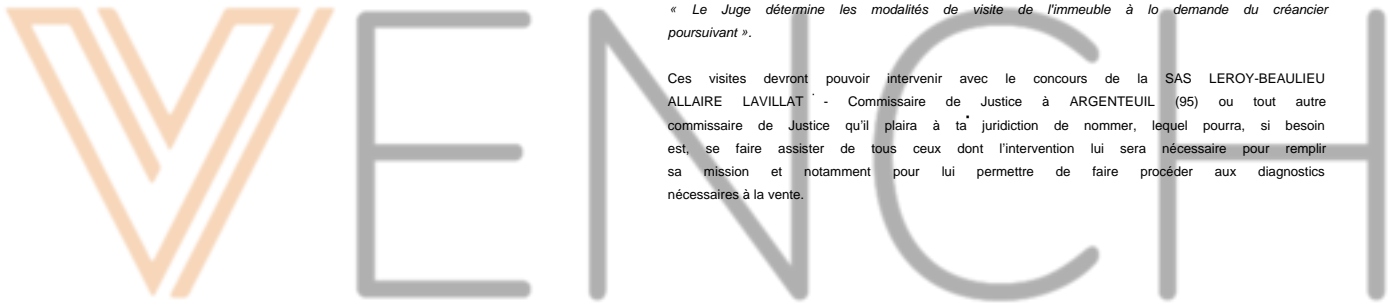 VENCH
« Le Juge détermine les modalités de visite de l'immeuble à lo demande du créancier
poursuivant ».
Ces visites devront pouvoir intervenir avec le concours de la SAS LEROY-BEAULIEU
ALLAIRE LAVILLAT - Commissaire de Justice à ARGENTEUIL (95) ou tout autre
commissaire de Justice qu'il plaira à ta juridiction de nommer, lequel pourra, si besoin
est, se faire assister de tous ceux dont l'intervention lui sera nécessaire pour remplir
sa mission et notamment pour lui permettre de faire procéder aux diagnostics
nécessaires à la vente.